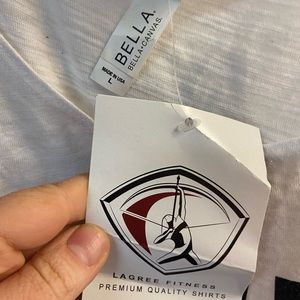 BELLA.
BELLA+CANVAS.
MADE IN USA
L
LAGREE FITNESS
PREMIUM QUALITY SHIRTS